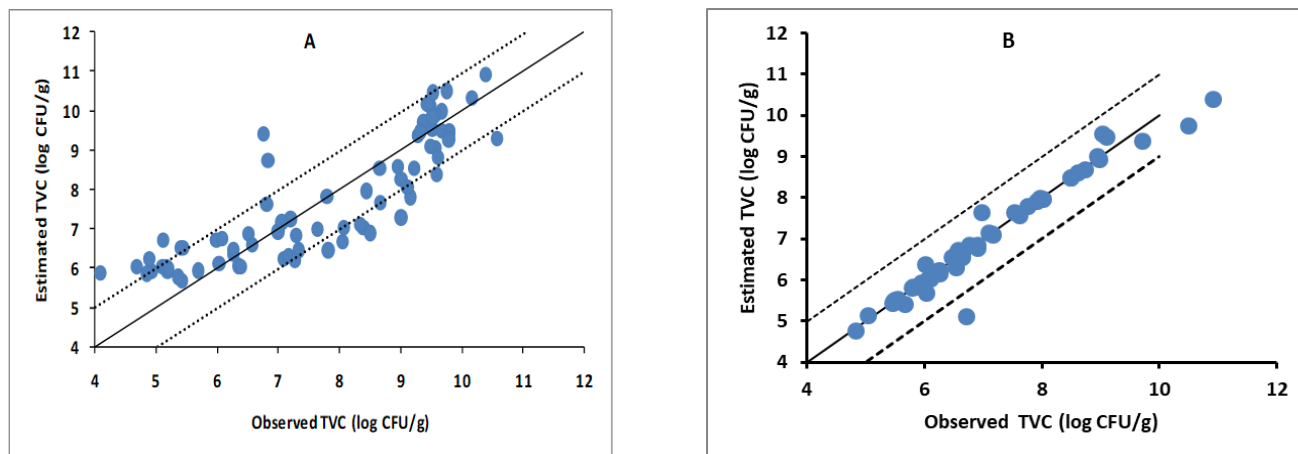 A
Estimated TVC (log CFU/g)
12
11
10
9
8
7
6
5
4
4 5 6 7 8 9 10 11 12
Observed TVC (log CFU/g)
B
Estimated TVC (log CFU/g)
12
11
10
9
8
7
6
5
4
4 6 8 10 12
Observed TVC (log CFU/g)